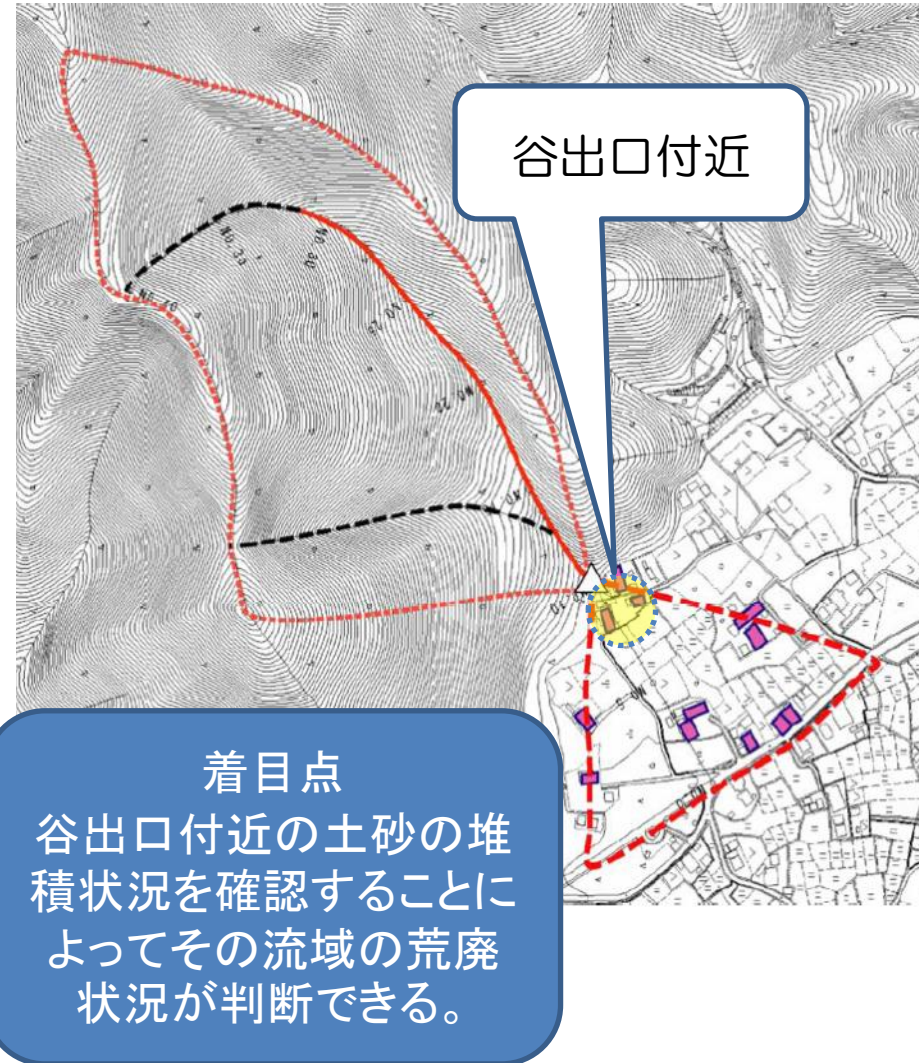 谷出口付近
NO.30
着目点
谷出口付近の土砂の堆
積状況を確認することに
よってその流域の荒廃
状況が判断できる。